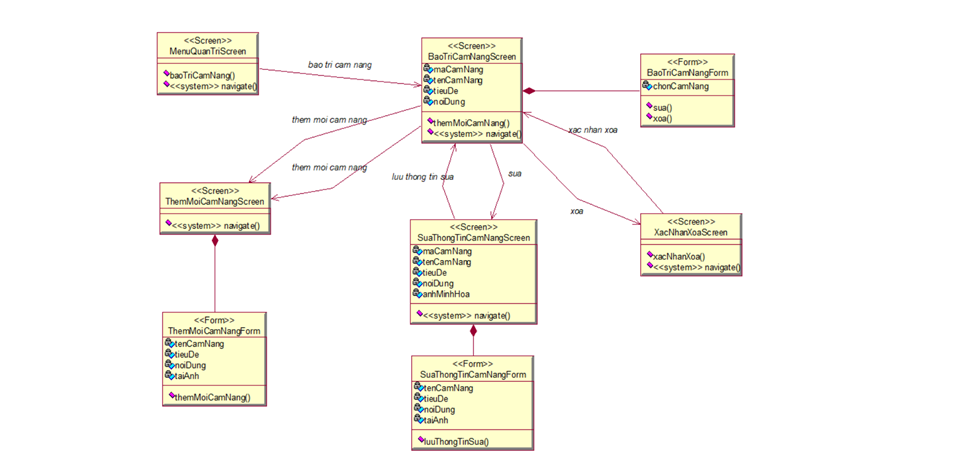 <<Screen>>
MenuQuanTriScreen
baoTriCamNang()
<<system>> navigate()
bao tri cam nang
<<Screen>>
BaoTriCamNangScreen
maCamNang
tenCamNang
tieuDe
noiDung
themMoiCamNang()
<<system>> navigate()
<<Form>>
BaoTriCamNangForm
chonCamNang
sua()
xoa()
them moi cam nang
them moi cam nang
luu thong tin sua
sua
xac nhan xoa
xoa
<<Screen>>
ThemMoiCamNangScreen
<<system>> navigate()
<<Screen>>
SuaThongTinCamNangScreen
maCamNang
tenCamNang
tieuDe
noiDung
anhMinhHoa
<<system>> navigate()
<<Screen>>
XacNhanXoaScreen
xacNhanXoa()
<<system>> navigate()
<<Form>>
ThemMoiCamNangForm
tenCamNang
tieuDe
noiDung
taiAnh
themMoiCamNang()
<<Form>>
SuaThongTinCamNangForm
tenCamNang
tieuDe
noiDung
taiAnh
luuThongTinSua()